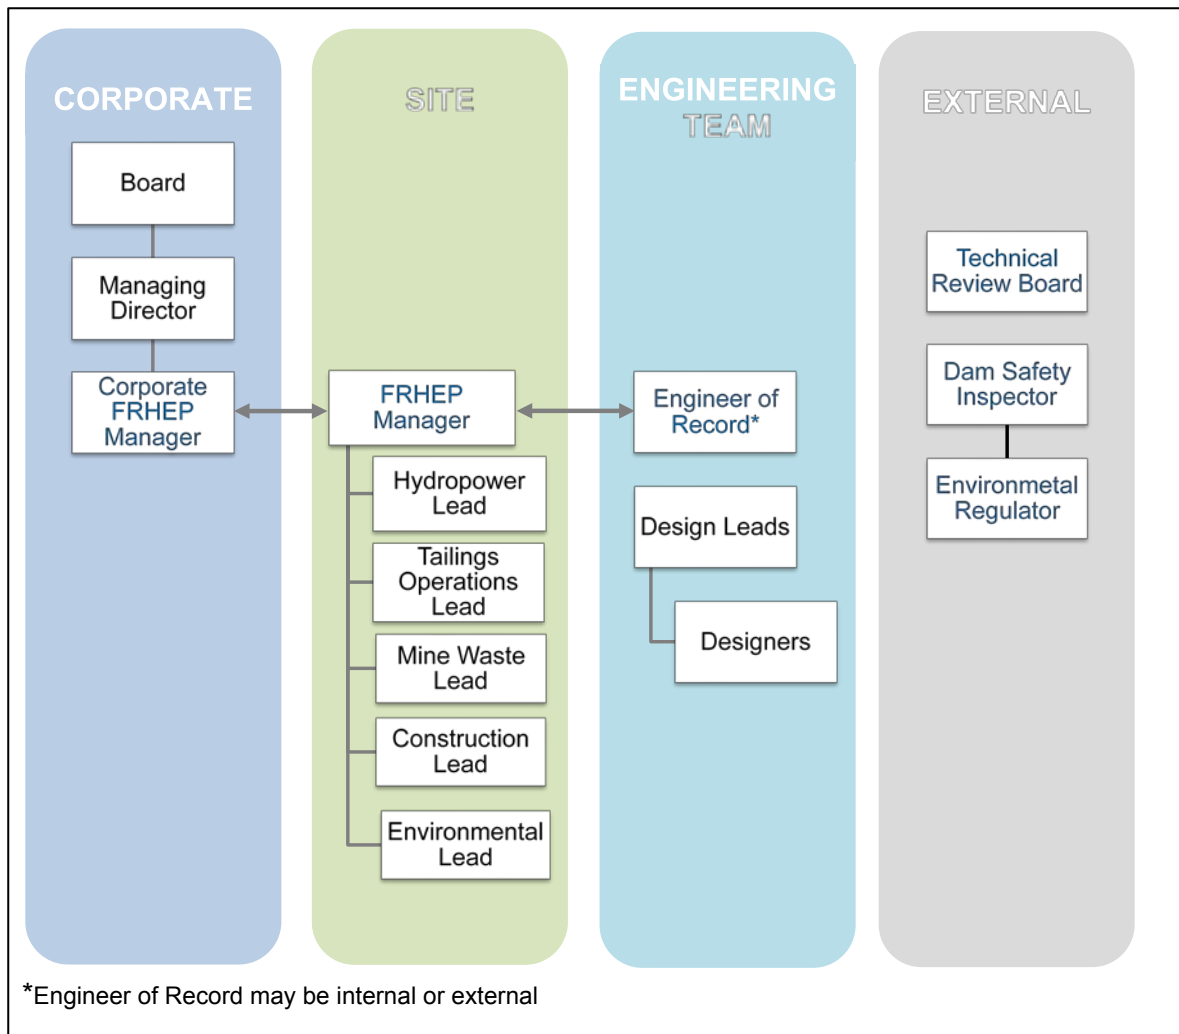 CORPORATE
Board
Managing
Director
Corporate
FRHEP
Manager
SITE
FRHEP
Manager
Hydropower
Lead
Tailings
Operations
Lead
Mine Waste
Lead
Construction
Lead
Environmental
Lead
ENGINEERING
TEAM
Engineer of
Record*
Design Leads
Designers
EXTERNAL
Technical
Review Board
Dam Safety
Inspector
Environmetal
Regulator
*Engineer of Record may be internal or external